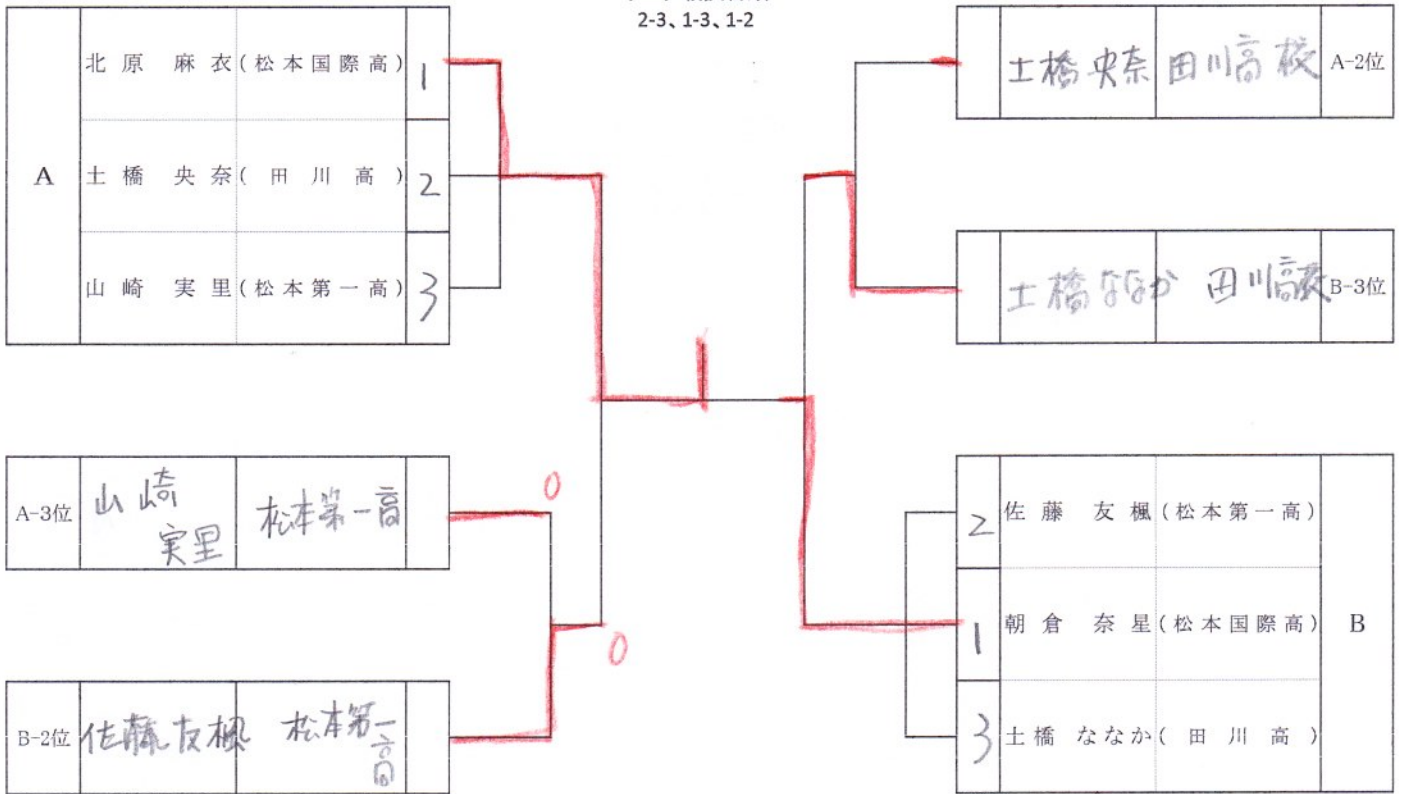 2-3、1-3、1-2
A
北原 麻衣(松本国際高) 1
土橋 央奈(田川高) 2
山崎 実里(松本第一高) 3
A-3位 山崎 実里 松本第一高
B-2位 佐藤友楓 松本第一高
0
0
土橋央奈 田川高校 A-2位
土橋ななか 田川高校 B-3位
2 佐藤 友楓(松本第一高)
1 朝倉 奈星(松本国際高)
3 土橋 ななか(田川高)
B